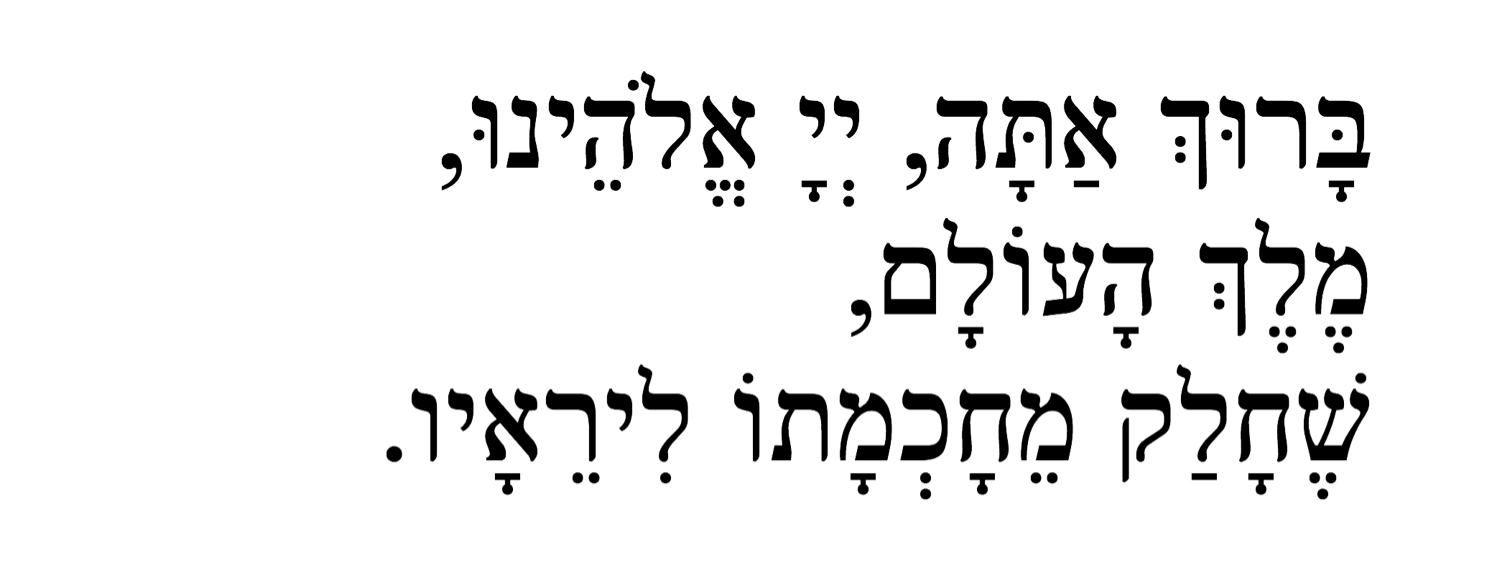 בָּרוּךְ אַתָּה, יְיָ אֱלֹהֵינוּ,
מֶלֶךְ הָעוֹלָם,
שֶׁחָלַק מֵחָכְמָתוֹ לִירֵאָיו.